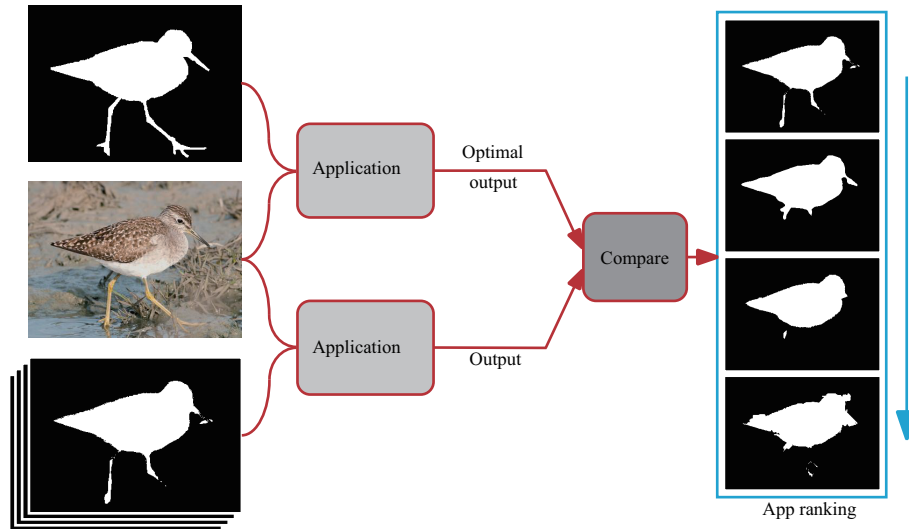 Application
Optimal
output
Compare
Application
Output
App ranking